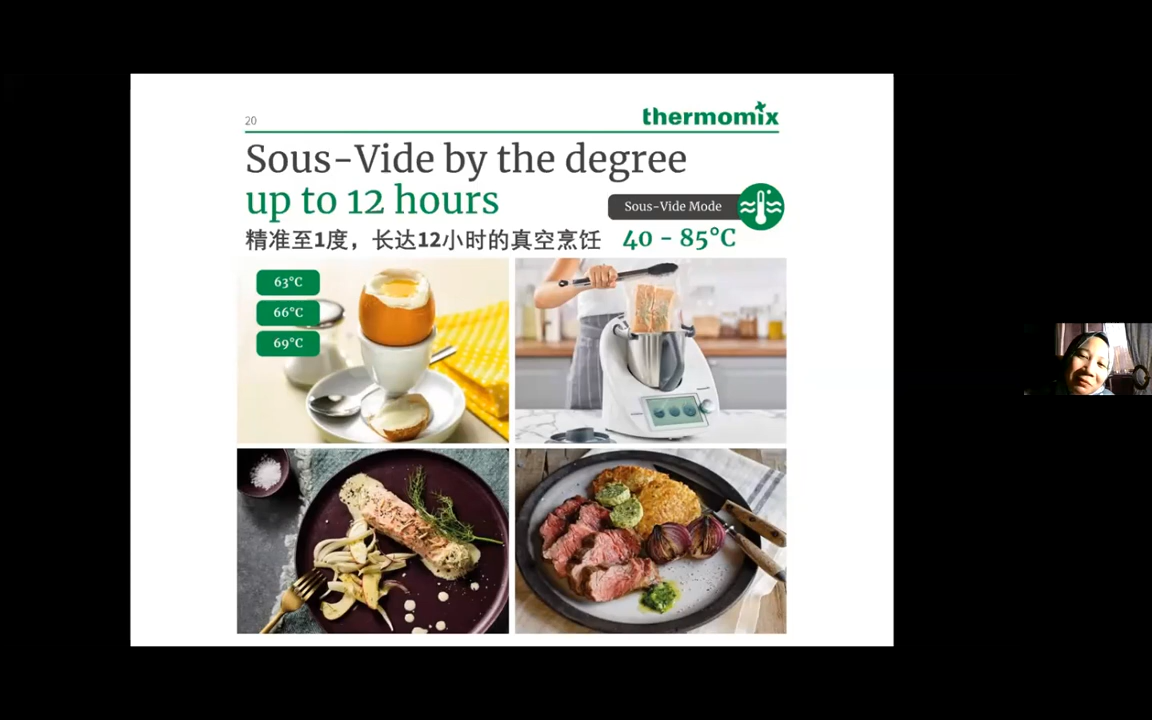 20
thermomix
Sous-Vide by the degree
up to 12 hours
Sous-Vide Mode
精准至1度，长达12小时的真空烹饪
40 - 85°C
63°C
66°C
69°C